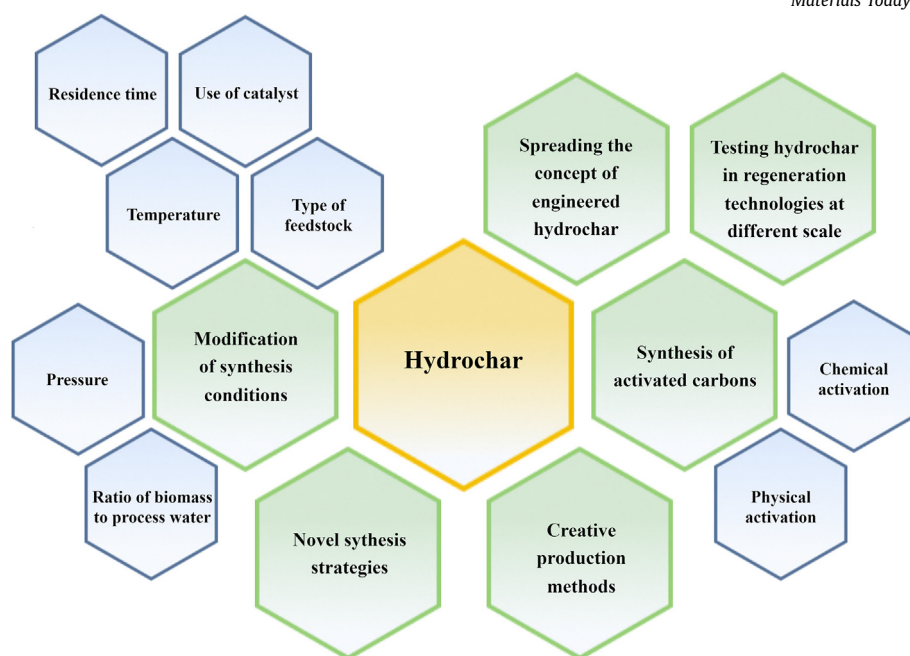 Materials Today
Residence time
Use of catalyst
Temperature
Type of
feedstock
Spreading the
concept of
engineered
hydrochar
Testing hydrochar
in regeneration
technologies at
different scale
Pressure
Modification
of synthesis
conditions
Hydrochar
Synthesis of
activated carbons
Chemical
activation
Ratio of biomass
to process water
Physical
activation
Novel sythesis
strategies
Creative
production
methods